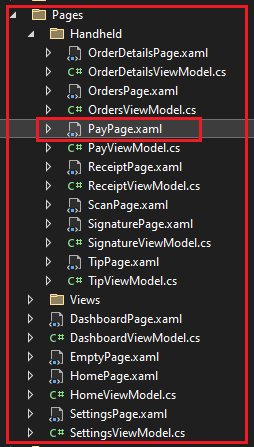 Pages
Handheld
OrderDetailsPage.xaml
C# OrderDetailsViewModel.cs
OrdersPage.xaml
C# OrdersViewModel.cs
PayPage.xaml
C# PayViewModel.cs
ReceiptPage.xaml
C# ReceiptViewModel.cs
ScanPage.xaml
SignaturePage.xaml
C# SignatureViewModel.cs
TipPage.xaml
C# TipViewModel.cs
Views
DashboardPage.xaml
C# DashboardViewModel.cs
EmptyPage.xaml
HomePage.xaml
C# HomeViewModel.cs
SettingsPage.xaml
C# SettingsViewModel.cs